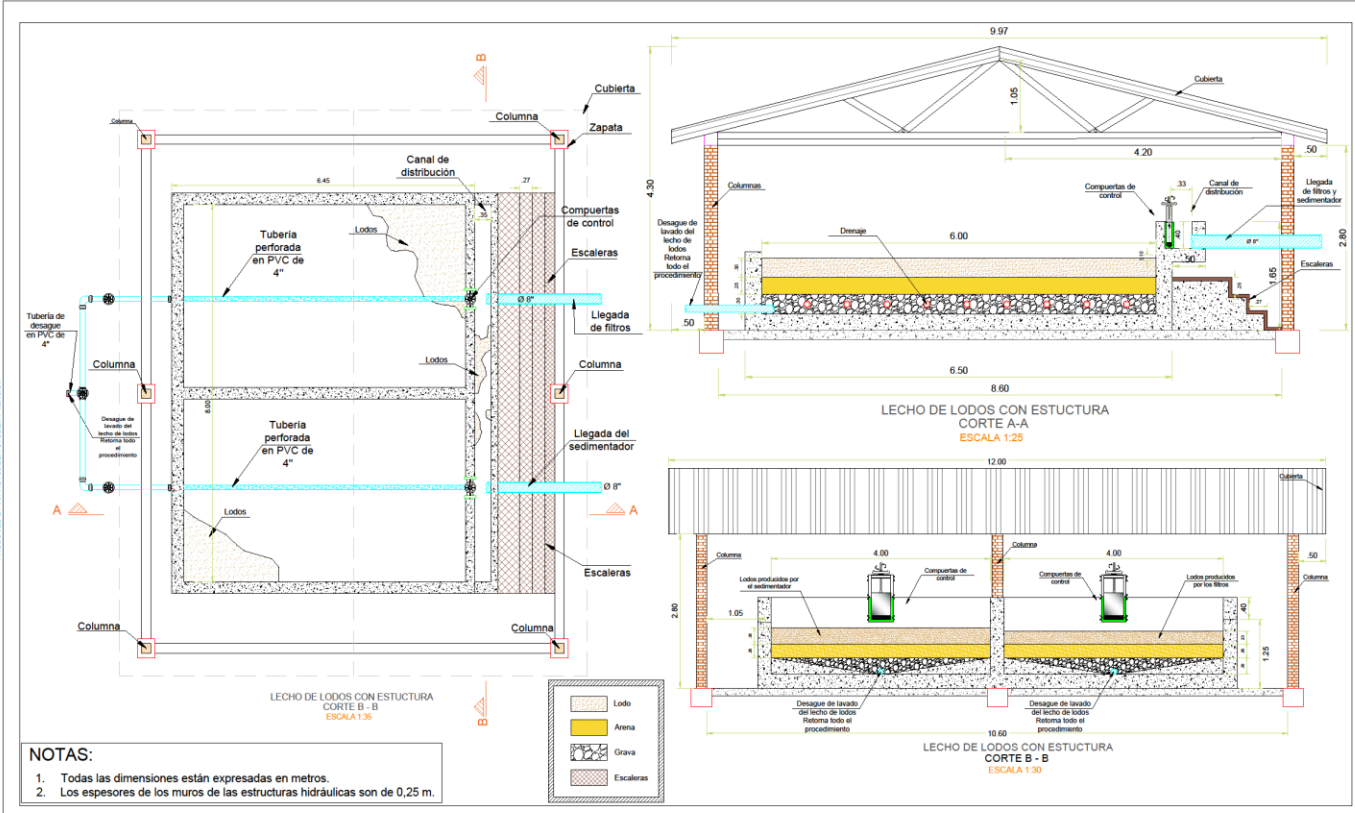 B
Cubierta
Columna
Columna
Zapata
Canal de
distribución
6.45
.27
.35
Compuertas
de control
Lodos
Tubería
perforada
en PVC de
4"
Escaleras
Ø 8"
Llegada
de filtros
Tubería de
desague
en PVC de
4"
Columna
Lodos
Columna
8.00
Desague de
lavado del
lecho de lodos
Retorna todo
el
procedimiento
Tubería
perforada
en PVC de
4"
Llegada del
sedimentador
Ø 8"
A
A
Lodos
Escaleras
Columna
Columna
B
LECHO DE LODOS CON ESTUCTURA
CORTE B - B
ESCALA 1:35
NOTAS:
1. Todas las dimensiones están expresadas en metros.
2. Los espesores de los muros de las estructuras hidráulicas son de 0,25 m.
Lodo
Arena
Grava
Escaleras
9.97
Cubierta
1.05
4.30
4.20
.50
Columnas
Compuertas de
control
.33
Canal de
distribución
Llegada
de filtros y
sedimentador
Desague de
lavado del
lecho de
lodos
Retorna
todo el
procedimiento
Drenaje
6.00
.40
Ø 8"
2.80
.50
1.65
Escaleras
.27
.50
6.50
8.60
LECHO DE LODOS CON ESTUCTURA
CORTE A-A
ESCALA 1:25
12.00
Cubierta
Columna
4.00
Columna
4.00
.50
Columna
Lodos producidos por
el sedimentador
Compuertas de
control
Compuertas de
control
Lodos producidos
por los filtros
2.80
1.05
.40
1.25
Desague de lavado
del lecho de lodos
Retorna todo el
procedimiento
Desague de lavado
del lecho de lodos
Retorna todo el
procedimiento
10.60
LECHO DE LODOS CON ESTUCTURA
CORTE B - B
ESCALA 1:30